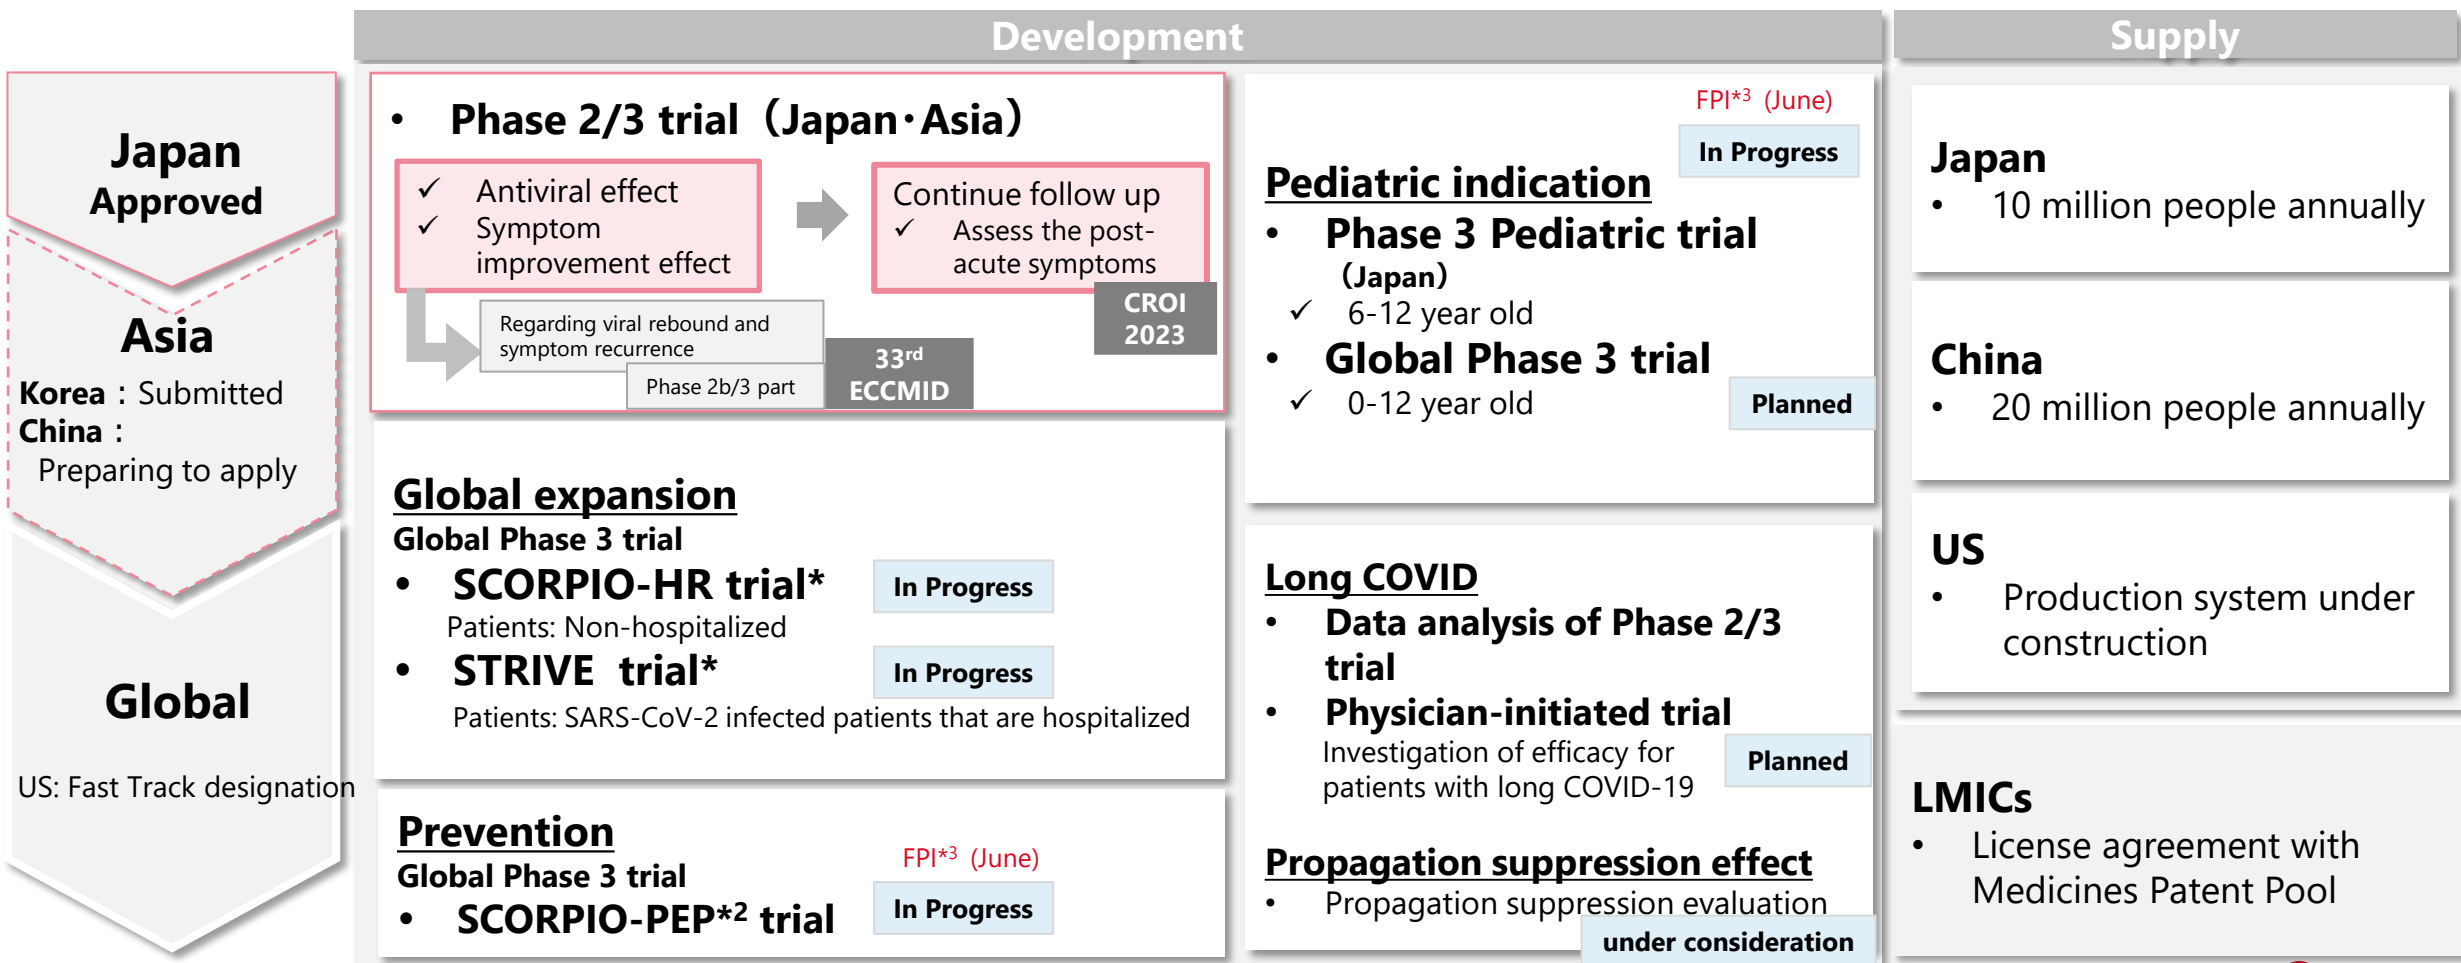 Development
Supply
Japan
Approved
Asia
Korea：Submitted
China：
Preparing to apply
Global
US: Fast Track designation
• Phase 2/3 trial（Japan・Asia）
✓ Antiviral effect
✓ Symptom
improvement effect
Continue follow up
✓ Assess the post-
acute symptoms
CROI
2023
Regarding viral rebound and
symptom recurrence
Phase 2b/3 part
33rd
ECCMID
Global expansion
Global Phase 3 trial
• SCORPIO-HR trial*
In Progress
Patients: Non-hospitalized
• STRIVE trial*
In Progress
Patients: SARS-CoV-2 infected patients that are hospitalized
Prevention
Global Phase 3 trial
• SCORPIO-PEP*2 trial
FPI*3 (June)
In Progress
FPI*3 (June)
In Progress
Pediatric indication
• Phase 3 Pediatric trial
（Japan）
✓ 6-12 year old
• Global Phase 3 trial
✓ 0-12 year old
Planned
Long COVID
• Data analysis of Phase 2/3
trial
• Physician-initiated trial
Investigation of efficacy for
patients with long COVID-19
Planned
Propagation suppression effect
• Propagation suppression evaluation
under consideration
Japan
• 10 million people annually
China
• 20 million people annually
US
• Production system under
construction
LMICs
• License agreement with
Medicines Patent Pool